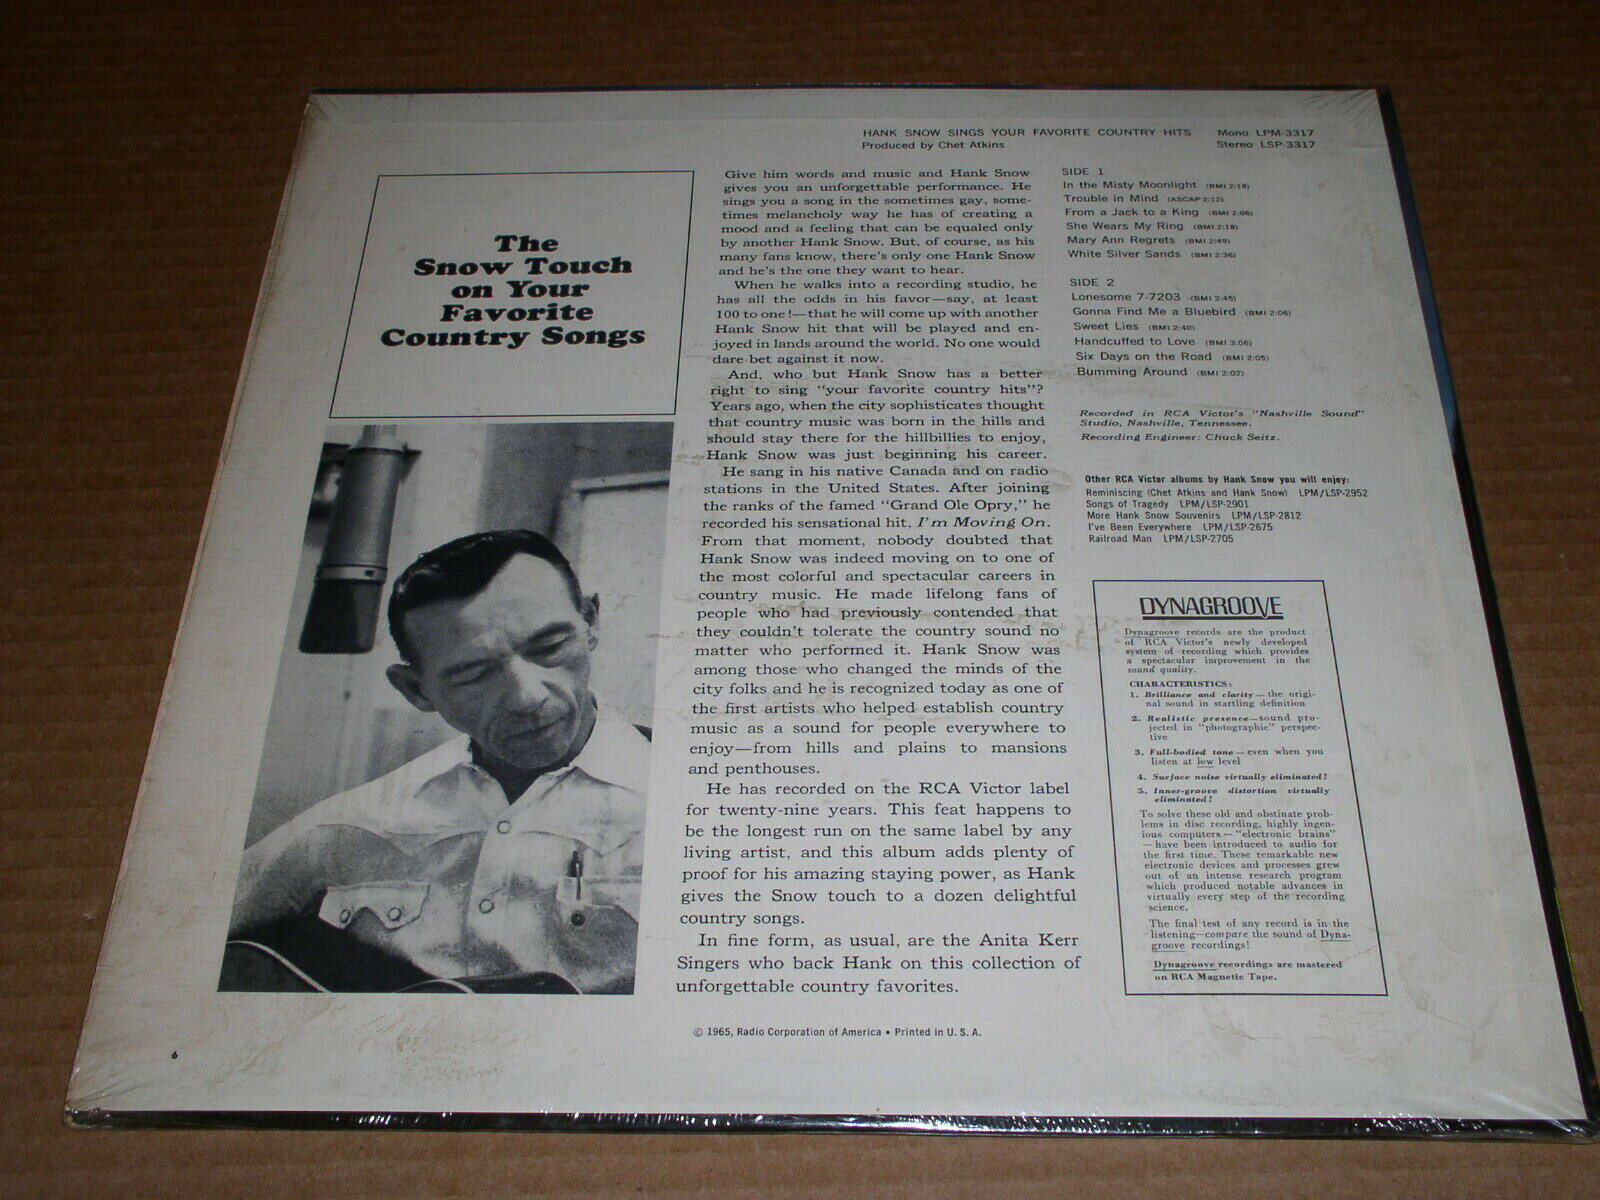 HANK SNOW SINGS YOUR FAVORITE COUNTRY HITS Mono LPM-3317
Produced by Chet Atkins Stereo LSP-3317
The
Snow Touch
on Your
Favorite
Country Songs
Give him words and music and Hank Snow
gives you an unforgettable performance. He
sings you a song in the sometimes gay, some-
times melancholy way he has of creating a
mood and a feeling that can be equaled only
by another Hank Snow. But, of course, as his
many fans know, there's only one Hank Snow
and he's the one they want to hear.
When he walks into a recording studio, he
has all the odds in his favor—say, at least
100 to one!—that he will come up with another
Hank Snow hit that will be played and en-
joyed in lands around the world. No one would
dare bet against it now.
And, who but Hank Snow has a better
right to sing "your favorite country hits"?
Years ago, when the city sophisticates thought
that country music was born in the hills and
should stay there for the hillbillies to enjoy,
Hank Snow was just beginning his career.
He sang in his native Canada and on radio
stations in the United States. After joining
the ranks of the famed "Grand Ole Opry," he
recorded his sensational hit, I'm Moving On.
From that moment, nobody doubted that
Hank Snow was indeed moving on to one of
the most colorful and spectacular careers in
country music. He made lifelong fans of
people who had previously contended that
they couldn't tolerate the country sound no
matter who performed it. Hank Snow was
among those who changed the minds of the
city folks and he is recognized today as one of
the first artists who helped establish country
music as a sound for people everywhere to
enjoy—from hills and plains to mansions
and penthouses.
He has recorded on the RCA Victor label
for twenty-nine years. This feat happens to
be the longest run on the same label by any
living artist, and this album adds plenty of
proof for his amazing staying power, as Hank
gives the Snow touch to a dozen delightful
country songs.
In fine form, as usual, are the Anita Kerr
Singers who back Hank on this collection of
unforgettable country favorites.
SIDE 1
In the Misty Moonlight (BMI 2:18)
Trouble in Mind (ASCAP 2:12)
From a Jack to a King (BMI 2:06)
She Wears My Ring (BMI 2:18)
Mary Ann Regrets (BMI 2:49)
White Silver Sands (BMI 2:36)
SIDE 2
Lonesome 7-7203 (BMI 2:45)
Gonna Find Me a Bluebird (BMI 2:06)
Sweet Lies (BMI 2:40)
Handcuffed to Love (BMI 3:06)
Six Days on the Road (BMI 2:05)
Bumming Around (BMI 2:02)
Recorded in RCA Victor's "Nashville Sound"
Studio, Nashville, Tennessee.
Recording Engineer: Chuck Seitz.
Other RCA Victor albums by Hank Snow you will enjoy:
Reminiscing (Chet Atkins and Hank Snow) LPM/LSP-2952
Songs of Tragedy LPM/LSP-2901
More Hank Snow Souvenirs LPM/LSP-2812
I've Been Everywhere LPM/LSP-2675
Railroad Man LPM/LSP-2705
DYNAGROOVE
Dynagroove records are the product
of RCA Victor's newly developed
system of recording which provides
a spectacular improvement in the
sound quality.
CHARACTERISTICS:
1. Brilliance and clarity—the origi-
nal sound in startling definition
2. Realistic presence—sound pro-
jected in "photographic" perspec-
tive
3. Full-bodied tone—even when you
listen at low level
4. Surface noise virtually eliminated!
5. Inner-groove distortion virtually
eliminated!
To solve these old and obstinate prob-
lems in disc recording, highly ingen-
ious computers—"electronic brains"
—have been introduced to audio for
the first time. These remarkable new
electronic devices and processes grew
out of an intense research program
which produced notable advances in
virtually every step of the recording
science.
The final test of any record is in the
listening—compare the sound of Dyna-
groove recordings!
Dynagroove recordings are mastered
on RCA Magnetic Tape.
© 1965, Radio Corporation of America • Printed in U. S. A.
6